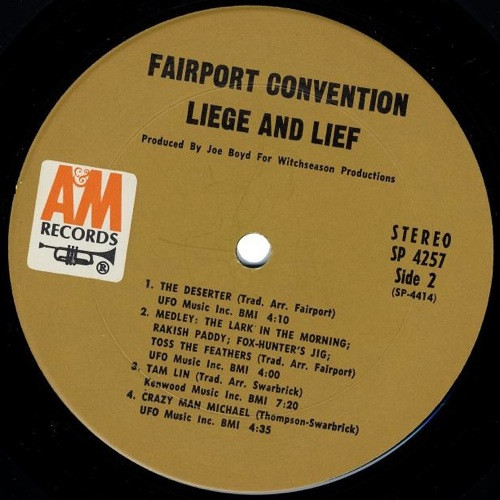 FAIRPORT CONVENTION
LIEGE AND LIEF
Produced By Joe Boyd For Witchseason Productions
A&M
RECORDS
®
STEREO
SP 4257
Side 2
(SP-4414)
1. THE DESERTER (Trad. Arr. Fairport)
UFO Music Inc. BMI 4:10
2. MEDLEY: THE LARK IN THE MORNING;
RAKISH PADDY; FOX-HUNTER'S JIG;
TOSS THE FEATHERS (Trad. Arr. Fairport)
UFO Music Inc. BMI 4:00
3. TAM LIN (Trad. Arr. Swarbrick)
Kenwood Music Inc. BMI 7:20
4. CRAZY MAN MICHAEL (Thompson-Swarbrick)
UFO Music Inc. BMI 4:35